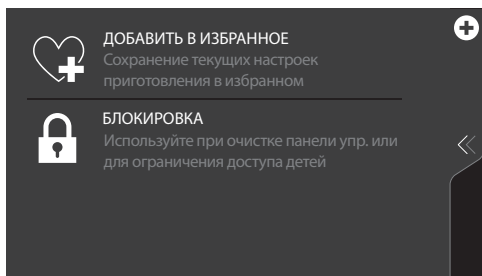 ДОБАВИТЬ В ИЗБРАННОЕ
Сохранение текущих настроек
приготовления в избранном
БЛОКИРОВКА
Используйте при очистке панели упр. или
для ограничения доступа детей